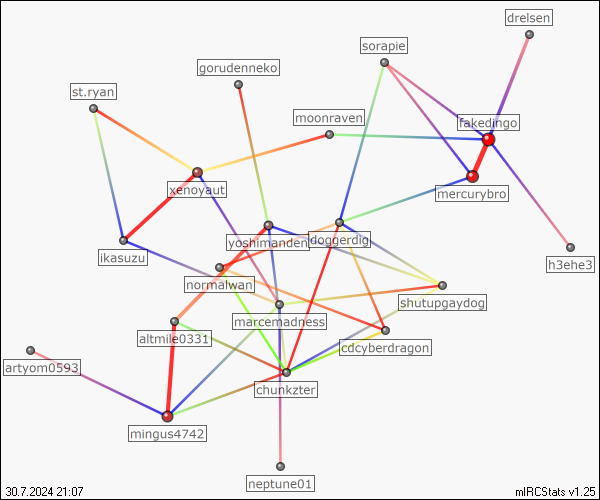 drelsen
sorapie
gorudenneko
st.ryan
moonraven
fakedingo
xenoyaut
mercurybro
yoshimanden
doggerdig
ikasuzu
h3ehe3
normalwan
shutupgaydog
marcemadness
altmile0331
cdcyberdragon
artyom0593
chunkzter
mingus4742
neptune01
30.7.2024 21:07
mIRCStats v1.25